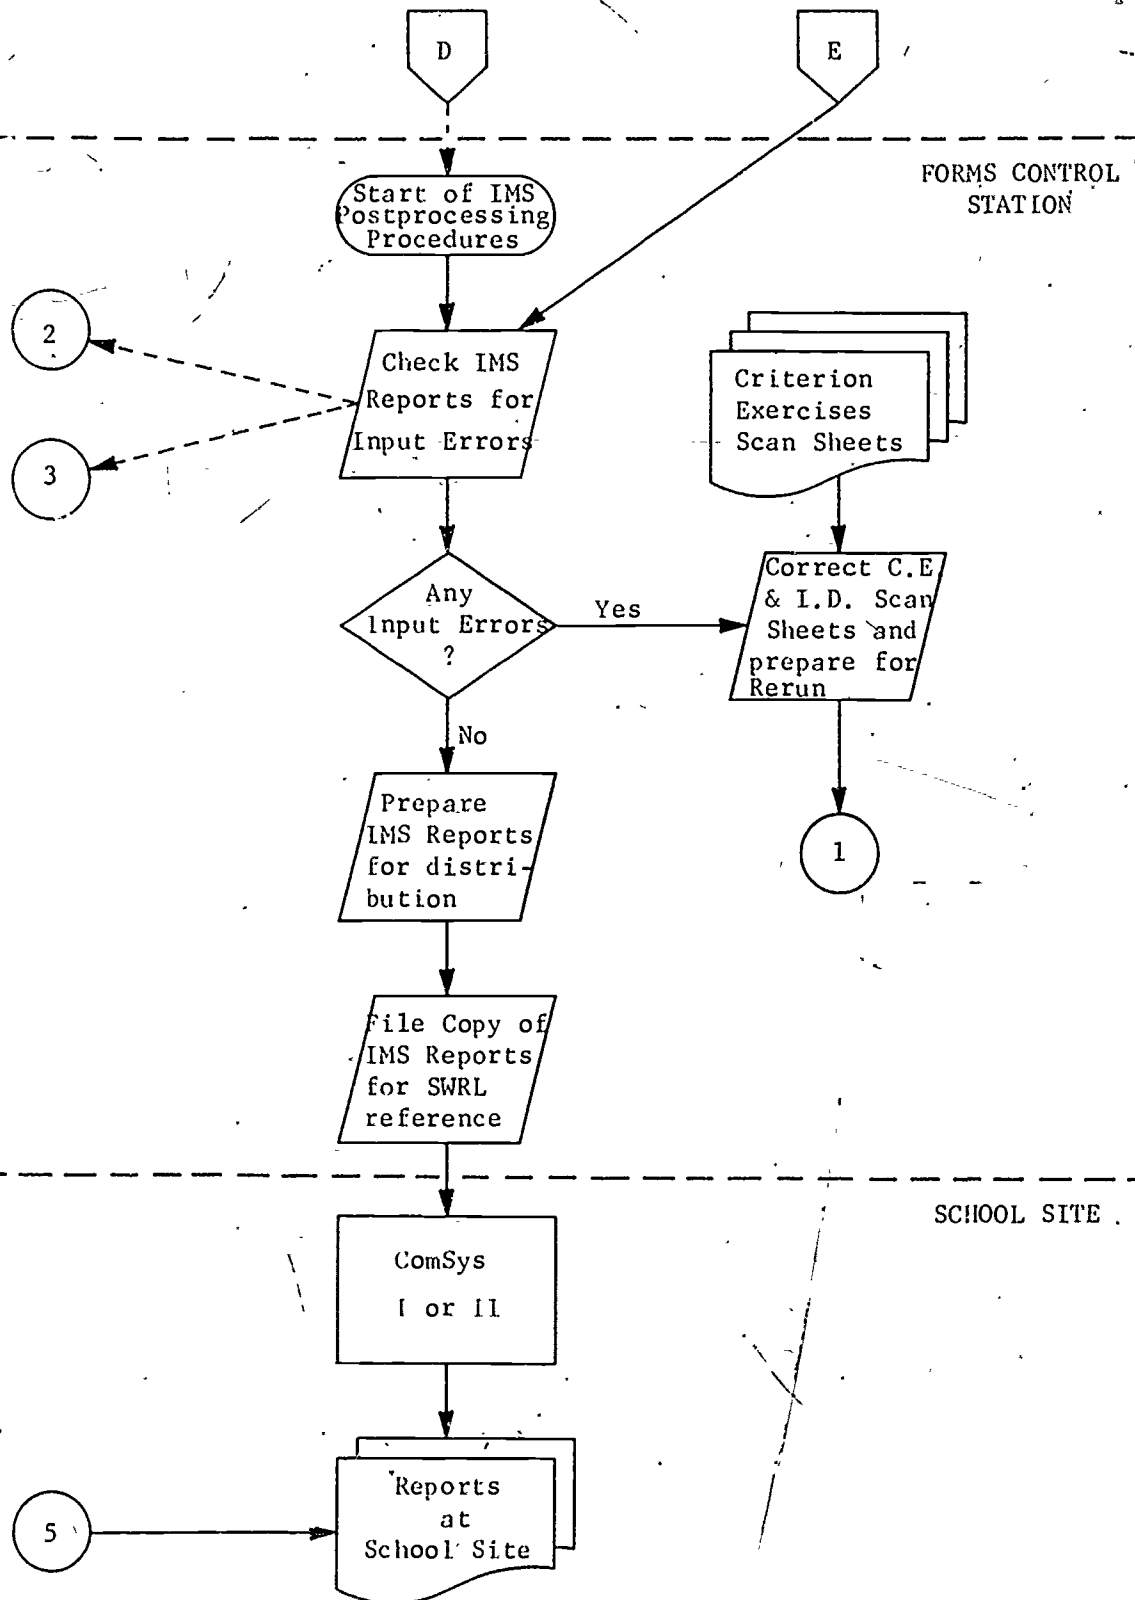 D
E
FORMS CONTROL
STATION
Start of IMS
Postprocessing
Procedures
2
3
Check IMS
Reports for
Input Errors
Criterion
Exercises
Scan Sheets
Any
Input Errors
?
Yes
Correct C.E
& I.D. Scan
Sheets and
prepare for
Rerun
No
1
Prepare
IMS Reports
for distri-
bution
File Copy of
IMS Reports
for SWRL
reference
SCHOOL SITE
ComSys
I or II
5
Reports
at
School Site